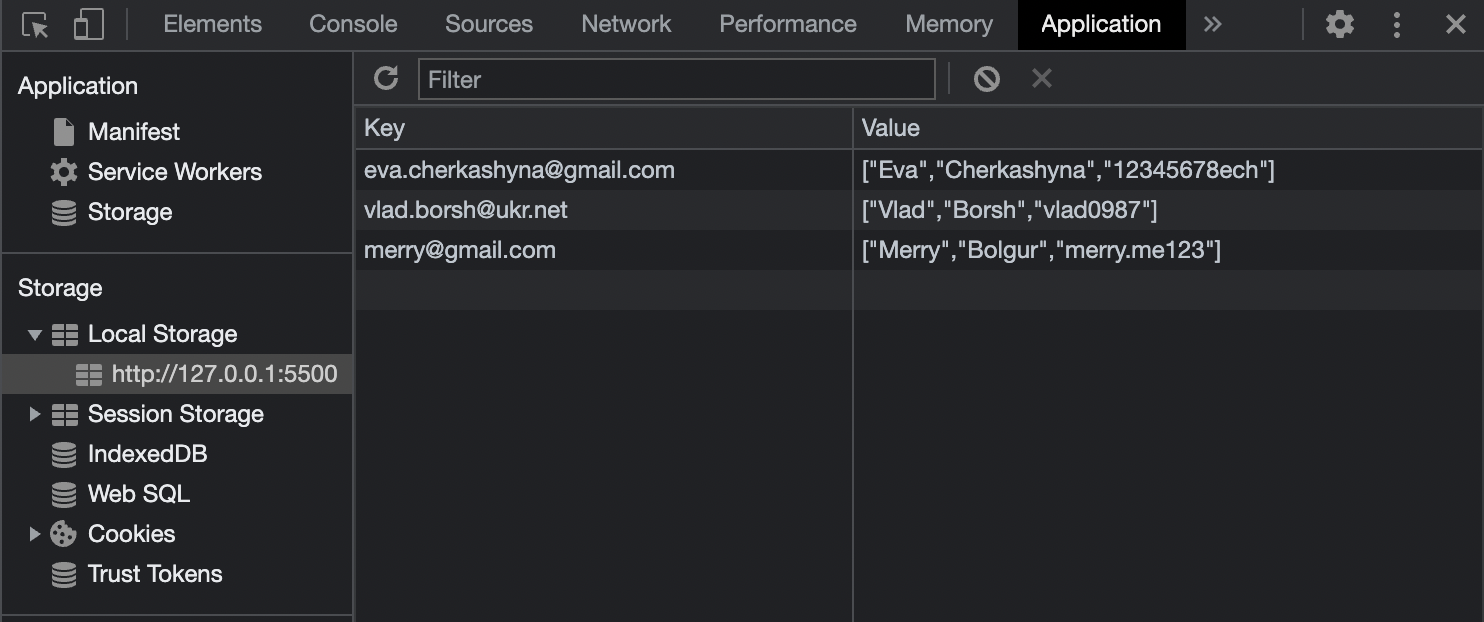 Elements Console Sources Network Performance Memory Application »
Application
Manifest
Service Workers
Storage
Storage
Local Storage
http://127.0.0.1:5500
Session Storage
IndexedDB
Web SQL
Cookies
Trust Tokens
Filter
Key Value
eva.cherkashyna@gmail.com ["Eva","Cherkashyna","12345678ech"]
vlad.borsh@ukr.net ["Vlad","Borsh","vlad0987"]
merry@gmail.com ["Merry","Bolgur","merry.me123"]